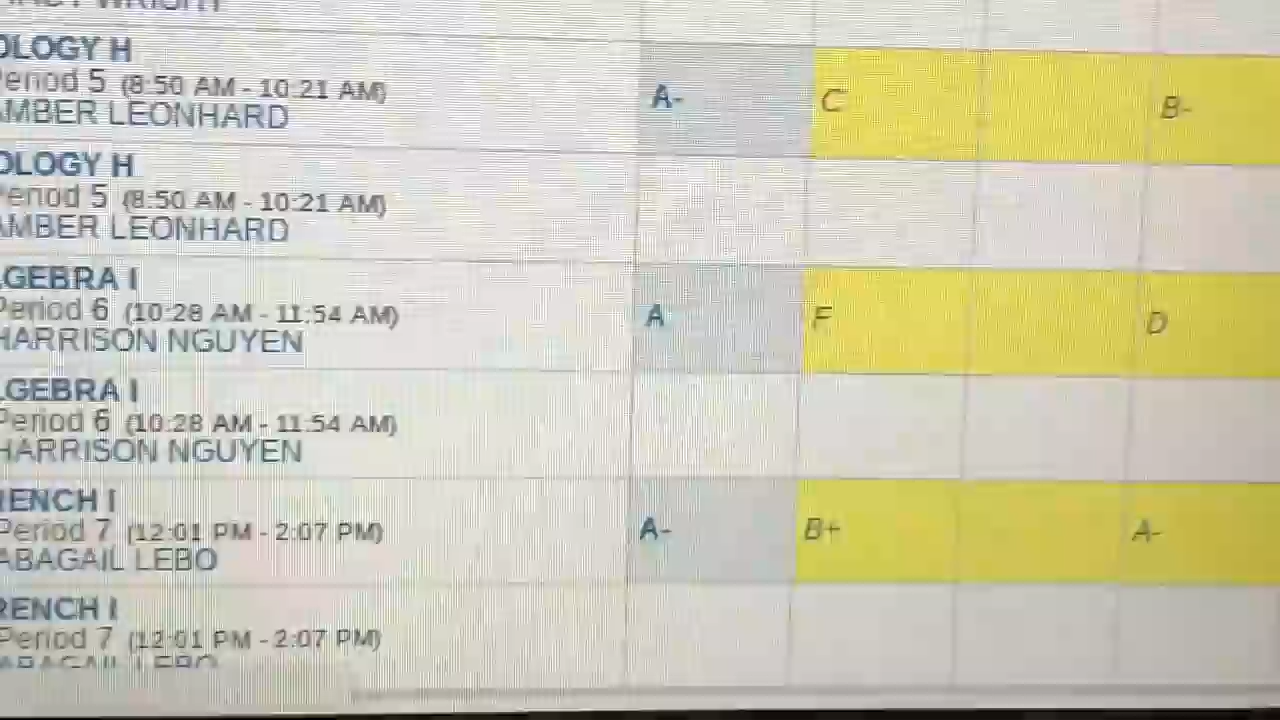 OLOGY H
Period 5 (8:50 AM - 10:21 AM)
AMBER LEONHARD
A-
C
B-
OLOGY H
Period 5 (8:50 AM - 10:21 AM)
AMBER LEONHARD
GEBRA I
Period 6 (10:28 AM - 11:54 AM)
HARRISON NGUYEN
A
F
D
GEBRA I
Period 6 (10:28 AM - 11:54 AM)
HARRISON NGUYEN
RENCH I
Period 7 (12:01 PM - 2:07 PM)
ABAGAIL LEBO
A-
B+
A-
RENCH I
Period 7 (12:01 PM - 2:07 PM)
ABAGAIL LEBO